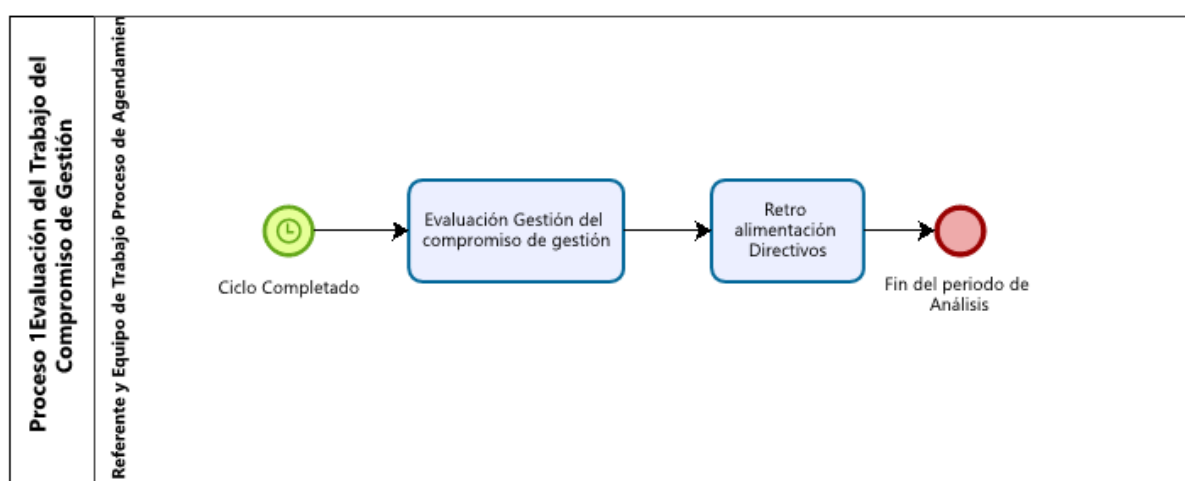 Proceso 1Evaluación del Trabajo del
Compromiso de Gestión
Referente y Equipo de Trabajo Proceso de Agendamien
Ciclo Completado
Evaluación Gestión del
compromiso de gestión
Retro
alimentación
Directivos
Fin del periodo de
Análisis